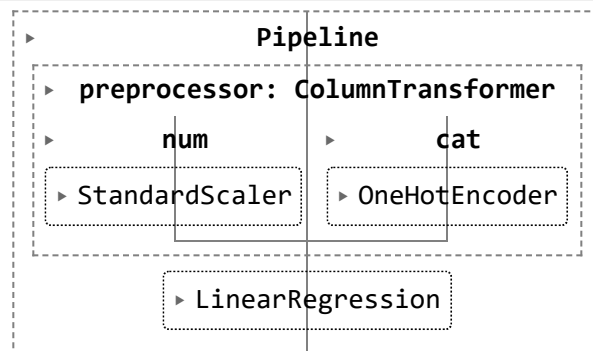 Pipeline
preprocessor: ColumnTransformer
num
cat
StandardScaler
OneHotEncoder
LinearRegression